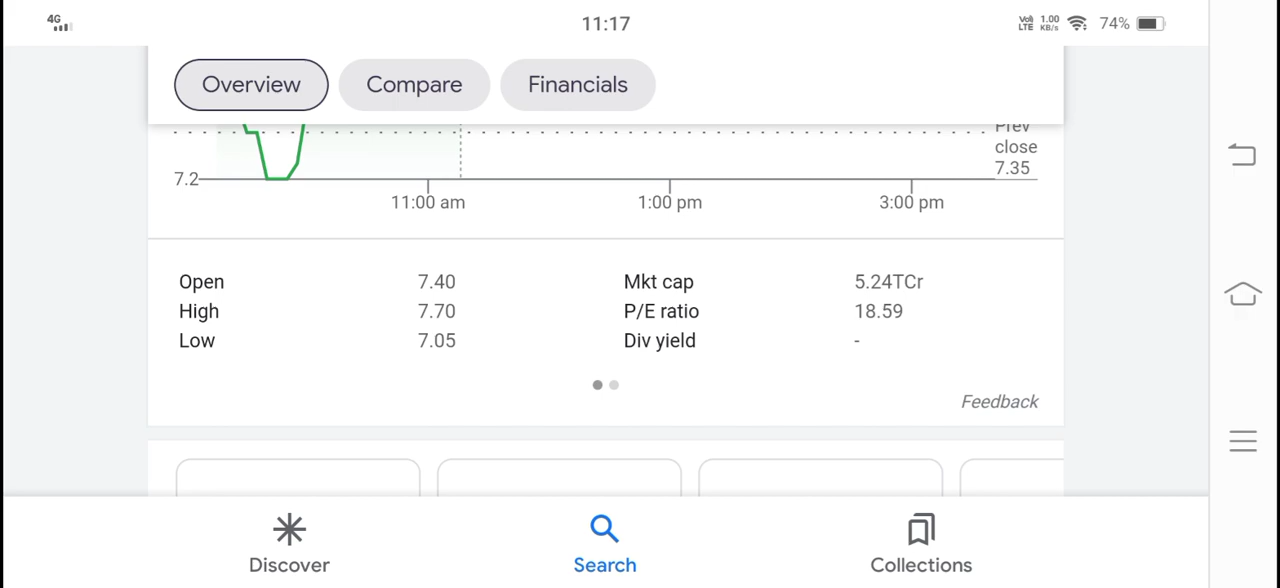 4G
11:17
Vol) LTE
1.00 KB/s
74%
Overview Compare Financials
Prev
close
7.35
7.2
11:00 am 1:00 pm 3:00 pm
Open 7.40 Mkt cap 5.24TCr
High 7.70 P/E ratio 18.59
Low 7.05 Div yield -
Feedback
Discover Search Collections